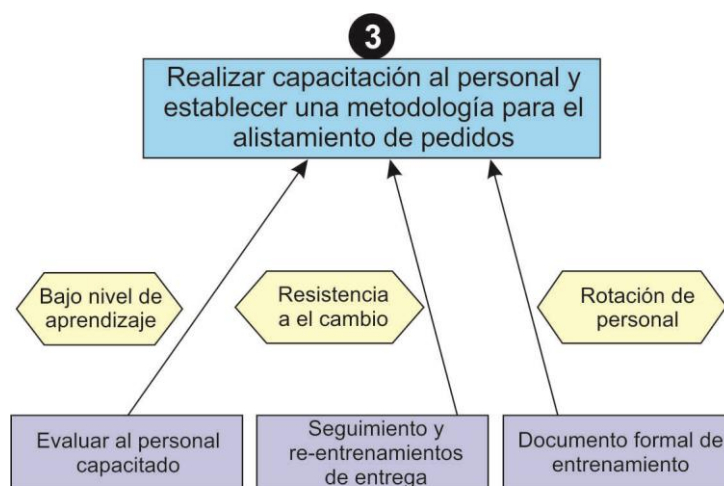 3
Realizar capacitación al personal y
establecer una metodología para el
alistamiento de pedidos
Bajo nivel de
aprendizaje
Resistencia
a el cambio
Rotación de
personal
Evaluar al personal
capacitado
Seguimiento y
re-entrenamientos
de entrega
Documento formal de
entrenamiento